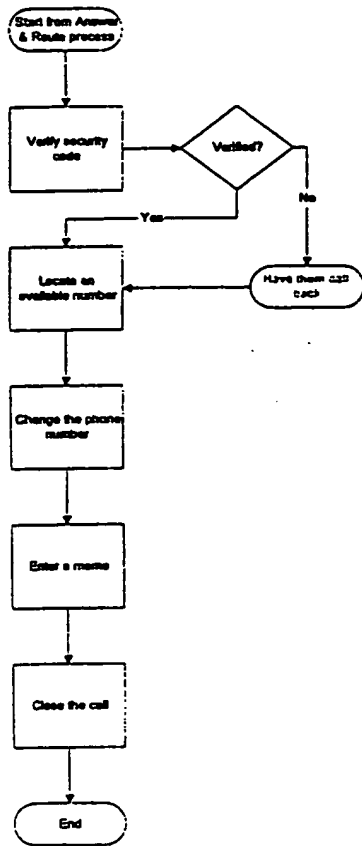 Start from Answer
& Route process
Verify security
code
Verified?
No
Yes
Locate an
available number
Have them call
back
Change the phone
number
Enter a memo
Close the call
End